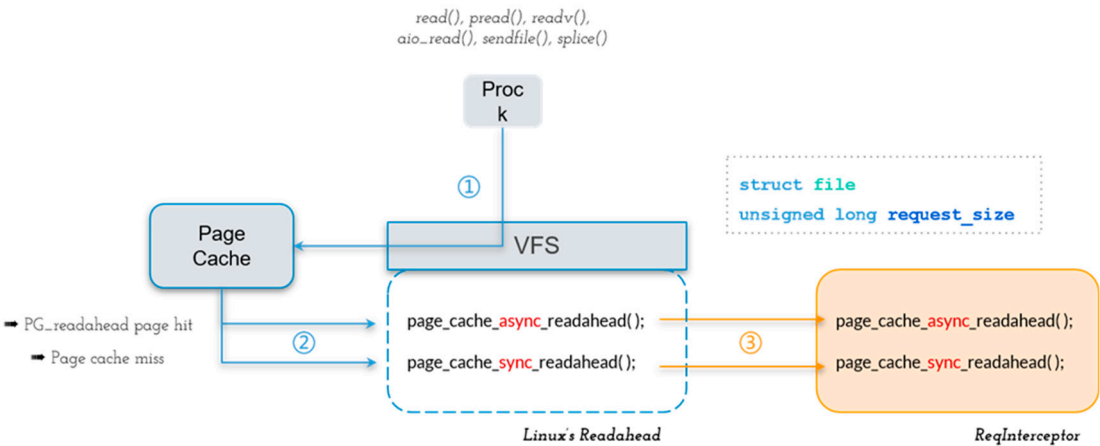 read(), pread(), readv(),
aio_read(), sendfile(), splice()
Proc
k
①
struct file
unsigned long request_size
Page
Cache
VFS
➠ PG_readahead page hit
➠ Page cache miss
②
page_cache_async_readahead();
page_cache_sync_readahead();
③
page_cache_async_readahead();
page_cache_sync_readahead();
Linux's Readahead
ReqInterceptor